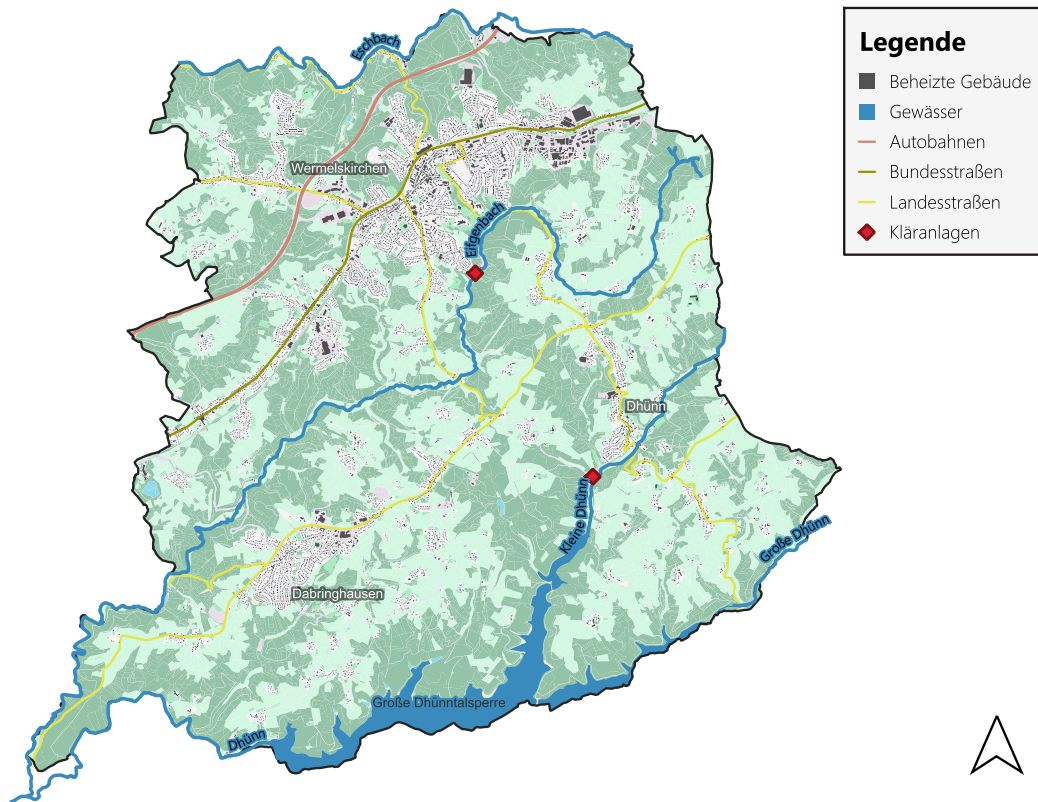 Eschbach
Wermelskirchen
Eifgenbach
Dhünn
Kleine Dhünn
Große Dhünn
Dabringhausen
Große Dhünntalsperre
Dhünn
Legende
Beheizte Gebäude
Gewässer
Autobahnen
Bundesstraßen
Landesstraßen
Kläranlagen